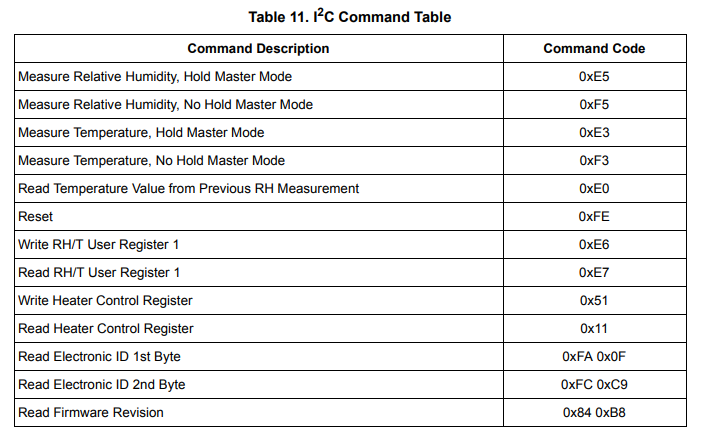 Table 11. I2C Command Table
Command Description Command Code
Measure Relative Humidity, Hold Master Mode 0xE5
Measure Relative Humidity, No Hold Master Mode 0xF5
Measure Temperature, Hold Master Mode 0xE3
Measure Temperature, No Hold Master Mode 0xF3
Read Temperature Value from Previous RH Measurement 0xE0
Reset 0xFE
Write RH/T User Register 1 0xE6
Read RH/T User Register 1 0xE7
Write Heater Control Register 0x51
Read Heater Control Register 0x11
Read Electronic ID 1st Byte 0xFA 0x0F
Read Electronic ID 2nd Byte 0xFC 0xC9
Read Firmware Revision 0x84 0xB8